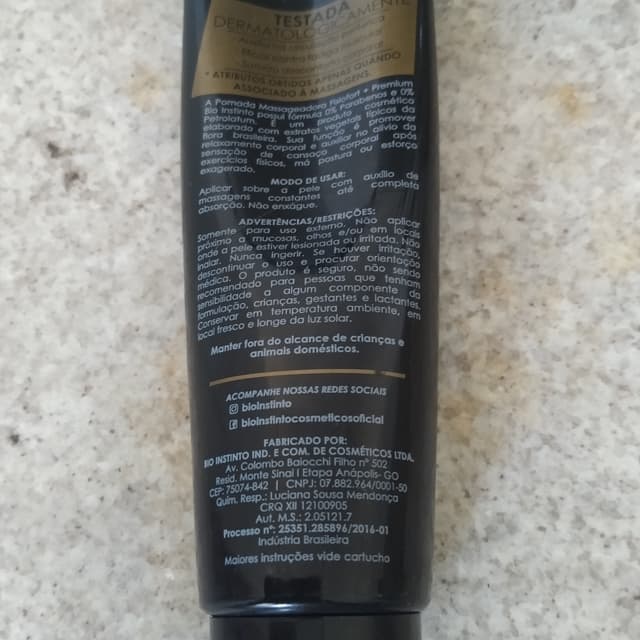 TESTADA
DERMATOLOGICAMENTE
* ATRIBUTOS OBTIDOS APENAS QUANDO
ASSOCIADO À MASSAGENS.
A Pomada Massageadora Fisiofort + Premium
Bio Instinto possui fórmula 0% Parabenos e 0%
Petrolatum, é um produto cosmético
elaborado com extratos vegetais típicos da
flora brasileira. Sua função é promover
relaxamento corporal e auxiliar no alívio da
sensação de cansaço corporal após
exercícios físicos, má postura ou esforço
exagerado.
MODO DE USAR:
Aplicar sobre a pele com auxílio de
massagens constantes até completa
absorção. Não enxágue.
ADVERTÊNCIAS/RESTRIÇÕES:
Somente para uso externo. Não aplicar
próximo a mucosas, olhos e/ou em locais
onde a pele estiver lesionada ou irritada. Não
inalar. Nunca ingerir. Se houver irritação,
descontinuar o uso e procurar orientação
médica. O produto é seguro, não sendo
recomendado para pessoas que tenham
sensibilidade a algum componente da
formulação, crianças, gestantes e lactantes.
Conservar em temperatura ambiente, em
local fresco e longe da luz solar.
Manter fora do alcance de crianças e
animais domésticos.
ACOMPANHE NOSSAS REDES SOCIAIS
bioinstinto
bioinstintocosmeticosoficial
FABRICADO POR:
BIO INSTINTO IND. E COM. DE COSMÉTICOS LTDA.
Av. Colombo Baiocchi Filho nº 502
Resid. Monte Sinai I Etapa Anápolis- GO
CEP: 75074-842 | CNPJ: 07.882.964/0001-50
Quím. Resp.: Luciana Sousa Mendonça
CRQ XII 12100905
Aut. M.S.: 2.05121.7
Processo nº: 25351.285896/2016-01
Indústria Brasileira
Maiores instruções vide cartucho